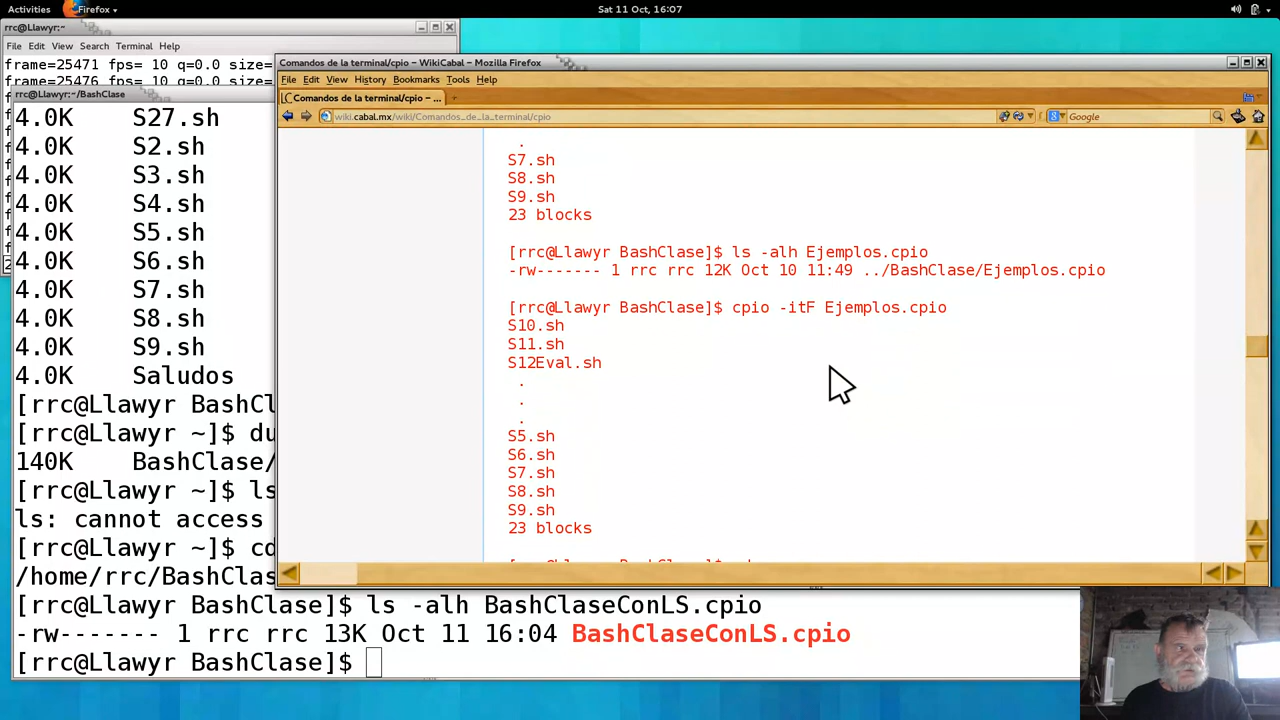 Activities Firefox Sat 11 Oct, 16:07
rrc@Llawyr:~
File Edit View Search Terminal Help
frame=25471 fps= 10 q=0.0 size=
frame=25476 fps= 10 q=0.0 size=
rrc@Llawyr:~/BashClase
4.0K S27.sh
4.0K S2.sh
4.0K S3.sh
4.0K S4.sh
4.0K S5.sh
4.0K S6.sh
4.0K S7.sh
4.0K S8.sh
4.0K S9.sh
4.0K Saludos
[rrc@Llawyr BashCl
[rrc@Llawyr ~]$ du
140K BashClase/
[rrc@Llawyr ~]$ ls
ls: cannot access
[rrc@Llawyr ~]$ cd
/home/rrc/BashClas
[rrc@Llawyr BashClase]$ ls -alh BashClaseConLS.cpio
-rw------- 1 rrc rrc 13K Oct 11 16:04 BashClaseConLS.cpio
[rrc@Llawyr BashClase]$
Comandos de la terminal/cpio – WikiCabal – Mozilla Firefox
File Edit View History Bookmarks Tools Help
Comandos de la terminal/cpio – ...
wiki.cabal.mx/wiki/Comandos_de_la_terminal/cpio
Google
.
S7.sh
S8.sh
S9.sh
23 blocks
[rrc@Llawyr BashClase]$ ls -alh Ejemplos.cpio
-rw------- 1 rrc rrc 12K Oct 10 11:49 ../BashClase/Ejemplos.cpio
[rrc@Llawyr BashClase]$ cpio -itF Ejemplos.cpio
S10.sh
S11.sh
S12Eval.sh
.
.
.
S5.sh
S6.sh
S7.sh
S8.sh
S9.sh
23 blocks